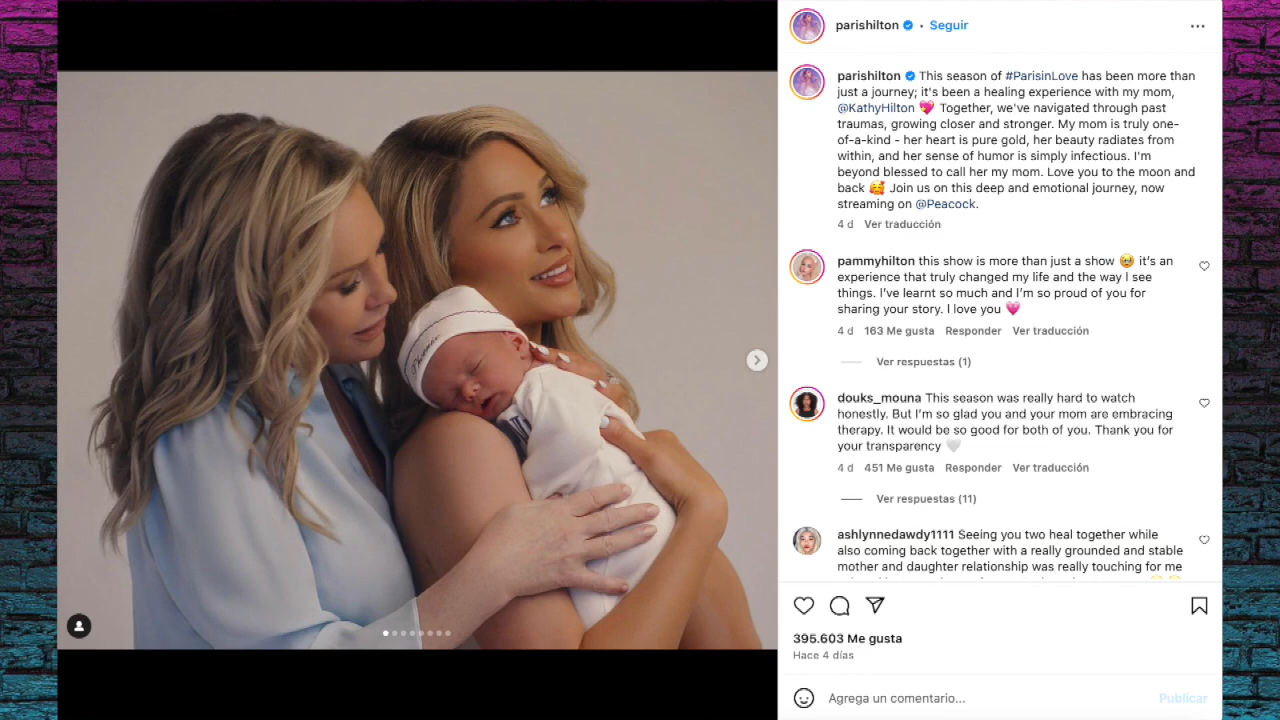 parishilton • Seguir
parishilton This season of #ParisinLove has been more than
just a journey; it's been a healing experience with my mom,
@KathyHilton 💖 Together, we've navigated through past
traumas, growing closer and stronger. My mom is truly one-
of-a-kind - her heart is pure gold, her beauty radiates from
within, and her sense of humor is simply infectious. I'm
beyond blessed to call her my mom. Love you to the moon and
back 🥰 Join us on this deep and emotional journey, now
streaming on @Peacock.
4 d Ver traducción
pammyhilton this show is more than just a show 🥹 it's an
experience that truly changed my life and the way I see
things. I've learnt so much and I'm so proud of you for
sharing your story. I love you 💗
4 d 163 Me gusta Responder Ver traducción
Ver respuestas (1)
douks_mouna This season was really hard to watch
honestly. But I'm so glad you and your mom are embracing
therapy. It would be so good for both of you. Thank you for
your transparency 🤍
4 d 451 Me gusta Responder Ver traducción
Ver respuestas (11)
ashlynnedawdy1111 Seeing you two heal together while
also coming back together with a really grounded and stable
mother and daughter relationship was really touching for me
395.603 Me gusta
Hace 4 días
Agrega un comentario...
Publicar